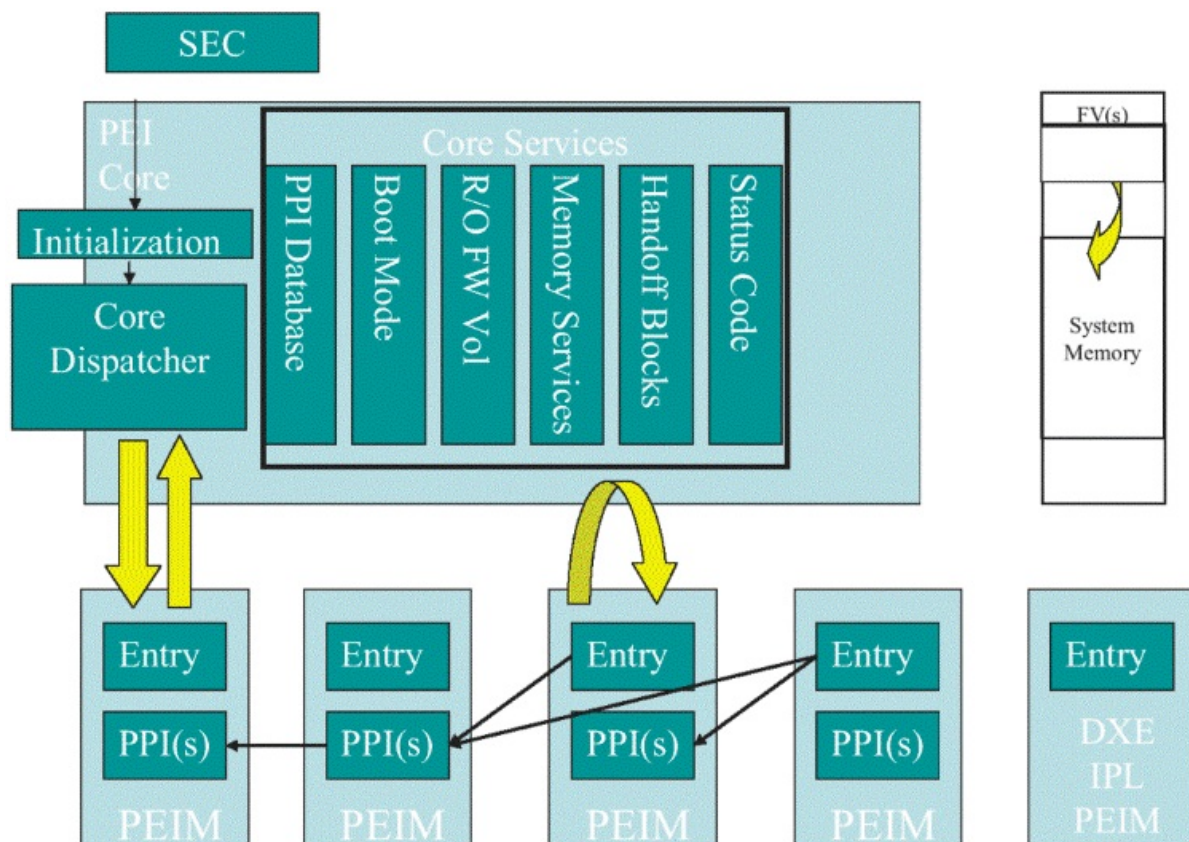 SEC
PEI
Core
Initialization
Core
Dispatcher
Core Services
PPI Database
Boot Mode
R/O FW Vol
Memory Services
Handoff Blocks
Status Code
FV(s)
System
Memory
Entry
PPI(s)
PEIM
Entry
PPI(s)
PEIM
Entry
PPI(s)
PEIM
Entry
PPI(s)
PEIM
Entry
DXE
IPL
PEIM